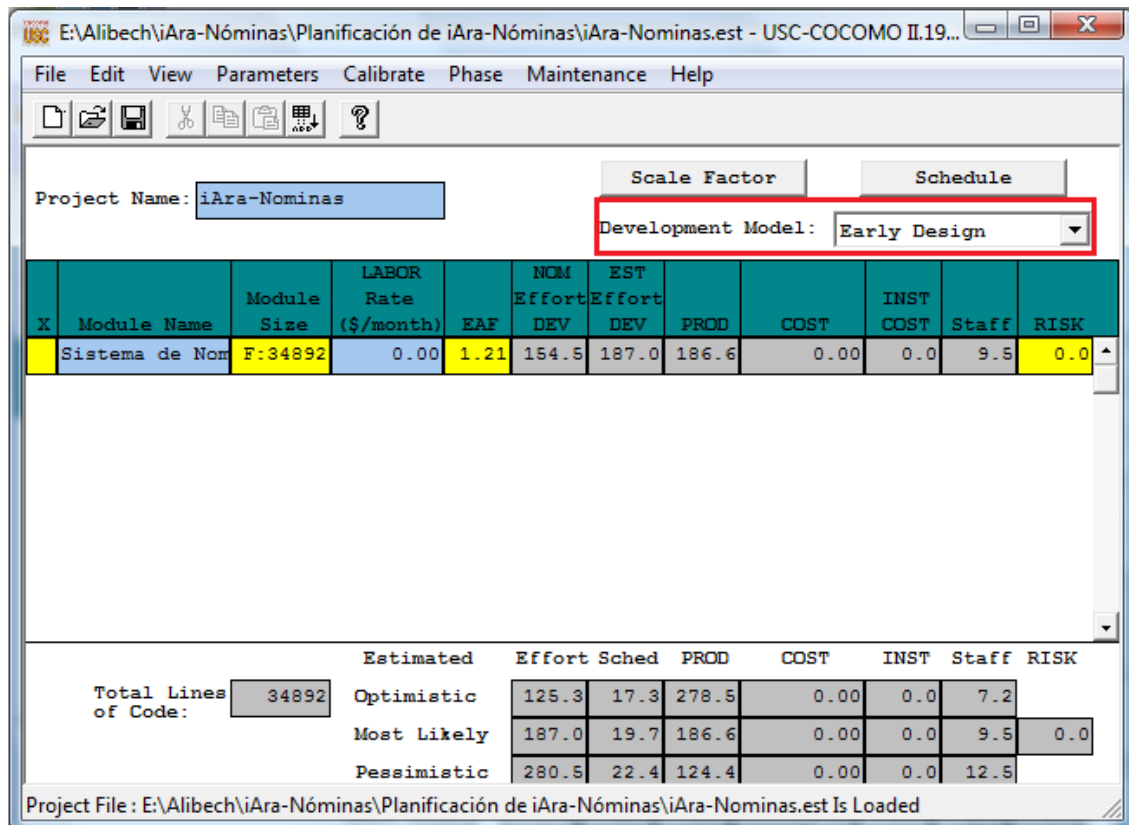 E:\Alibech\iAra-Nóminas\Planificación de iAra-Nóminas\iAra-Nominas.est - USC-COCOMO II.19...
File Edit View Parameters Calibrate Phase Maintenance Help
Scale Factor Schedule
Project Name: iAra-Nominas
Development Model: Early Design
LABOR NOM EST
Module Rate Effort Effort INST
X Module Name Size ($/month) EAF DEV DEV PROD COST COST Staff RISK
Sistema de Nom F:34892 0.00 1.21 154.5 187.0 186.6 0.00 0.0 9.5 0.0
Estimated Effort Sched PROD COST INST Staff RISK
Total Lines 34892 Optimistic 125.3 17.3 278.5 0.00 0.0 7.2
of Code:
Most Likely 187.0 19.7 186.6 0.00 0.0 9.5 0.0
Pessimistic 280.5 22.4 124.4 0.00 0.0 12.5
Project File : E:\Alibech\iAra-Nóminas\Planificación de iAra-Nóminas\iAra-Nominas.est Is Loaded